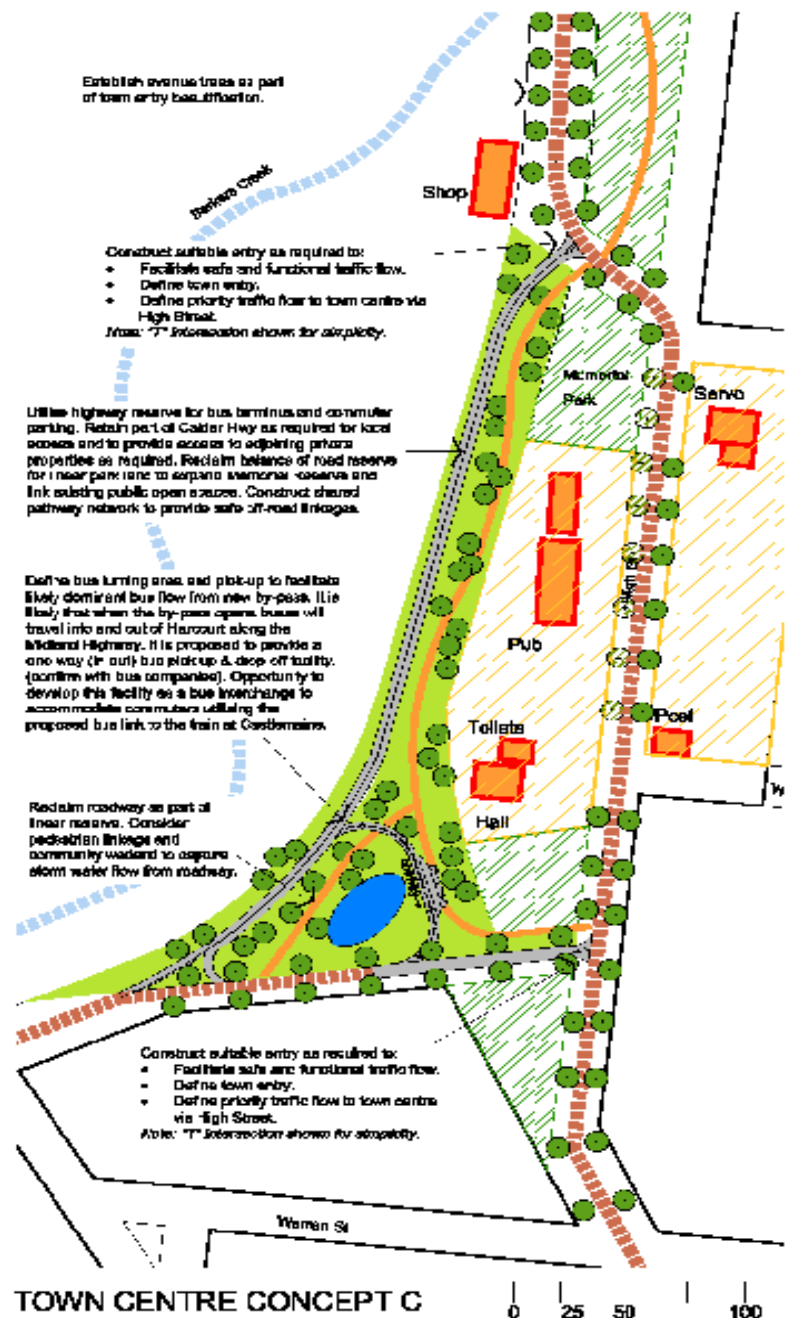 Establish avenue trees as part
of town entry beautification.
Barkers Creek
Shop
Construct suitable entry as required to:
• Facilitate safe and functional traffic flow.
• Define town entry.
• Define priority traffic flow to town centre via
High Street.
Note: "T" Intersection shown for simplicity.
Memorial
Park
Servo
Utilise highway reserve for bus terminus and commuter
parking. Retain part of Calder Hwy as required for local
access and to provide access to adjoining private
properties as required. Reclaim balance of road reserve
for linear park land to expand Memorial Reserve and
link existing public open spaces. Construct shared
pathway network to provide safe off-road linkages.
Define bus turning area and pick-up to facilitate
likely dominant bus flow from new by-pass. It is
likely that when the by-pass opens buses will
travel into and out of Harcourt along the
Midland Highway. It is proposed to provide a
one way (in out) bus pick up & drop off facility.
(confirm with bus companies). Opportunity to
develop this facility as a bus interchange to
accommodate commuters utilising the
proposed bus link to the train at Castlemaine.
Pub
Toilets
Post
Hall
Reclaim roadway as part of
linear reserve. Consider
pedestrian linkage and
community wetland to capture
storm water flow from roadway.
Construct suitable entry as required to:
• Facilitate safe and functional traffic flow.
• Define town entry.
• Define priority traffic flow to town centre
via High Street.
Note: "T" Intersection shown for simplicity.
Warren St
TOWN CENTRE CONCEPT C
0 25 50 100